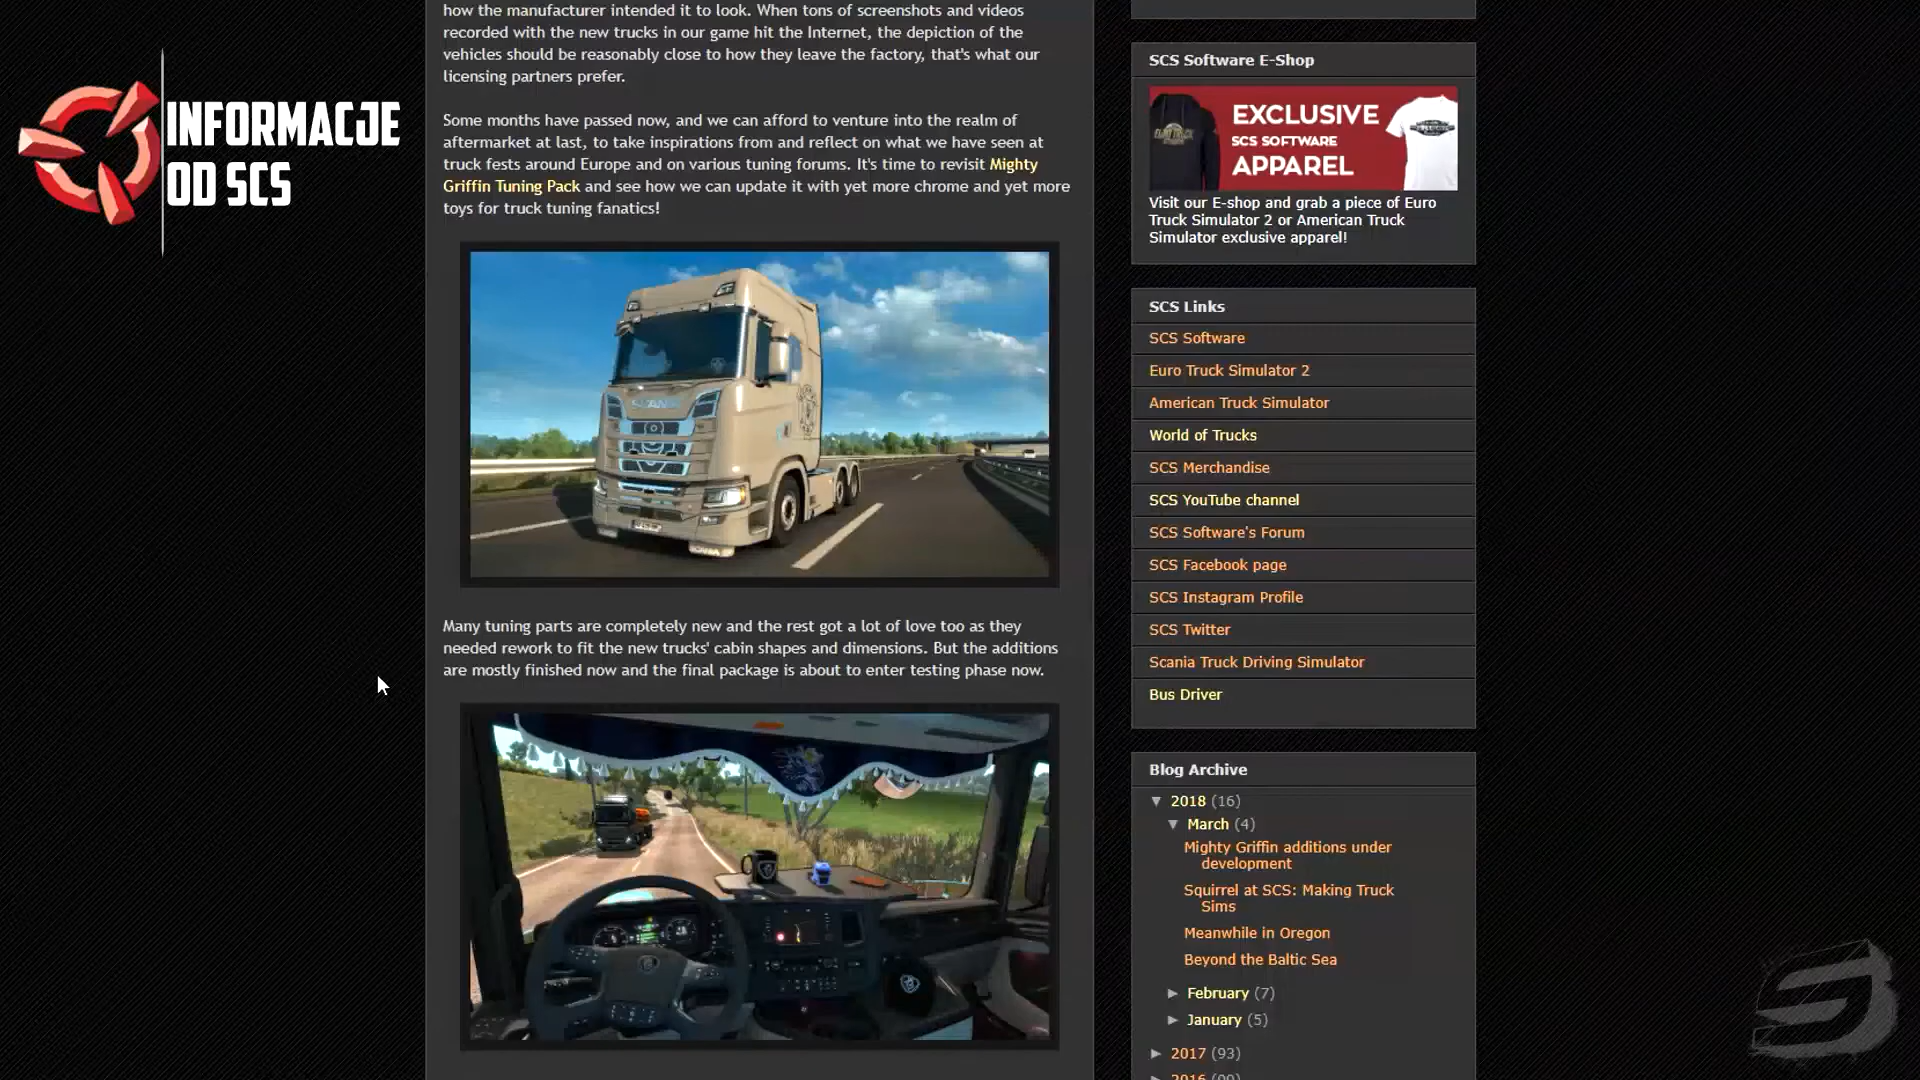 INFORMACJE
OD SCS
how the manufacturer intended it to look. When tons of screenshots and videos
recorded with the new trucks in our game hit the Internet, the depiction of the
vehicles should be reasonably close to how they leave the factory, that's what our
licensing partners prefer.
Some months have passed now, and we can afford to venture into the realm of
aftermarket at last, to take inspirations from and reflect on what we have seen at
truck fests around Europe and on various tuning forums. It's time to revisit Mighty
Griffin Tuning Pack and see how we can update it with yet more chrome and yet more
toys for truck tuning fanatics!
SCANIA
Many tuning parts are completely new and the rest got a lot of love too as they
needed rework to fit the new trucks' cabin shapes and dimensions. But the additions
are mostly finished now and the final package is about to enter testing phase now.
SCS Software E-Shop
EXCLUSIVE
SCS SOFTWARE
APPAREL
Visit our E-shop and grab a piece of Euro
Truck Simulator 2 or American Truck
Simulator exclusive apparel!
SCS Links
SCS Software
Euro Truck Simulator 2
American Truck Simulator
World of Trucks
SCS Merchandise
SCS YouTube channel
SCS Software's Forum
SCS Facebook page
SCS Instagram Profile
SCS Twitter
Scania Truck Driving Simulator
Bus Driver
Blog Archive
▼ 2018 (16)
▼ March (4)
Mighty Griffin additions under
development
Squirrel at SCS: Making Truck
Sims
Meanwhile in Oregon
Beyond the Baltic Sea
► February (7)
► January (5)
► 2017 (93)